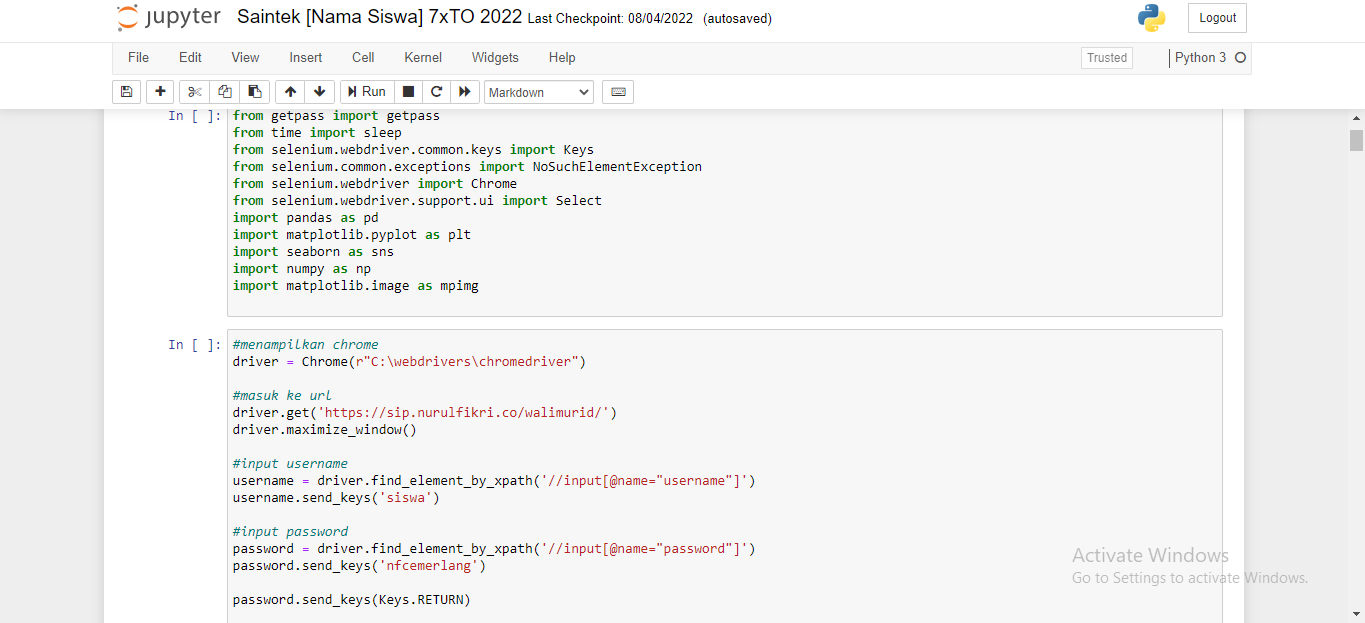 jupyter Saintek [Nama Siswa] 7xTO 2022 Last Checkpoint: 08/04/2022 (autosaved)
Logout
File Edit View Insert Cell Kernel Widgets Help
Trusted
Python 3
Run
Markdown
In [ ]: from getpass import getpass
from time import sleep
from selenium.webdriver.common.keys import Keys
from selenium.common.exceptions import NoSuchElementException
from selenium.webdriver import Chrome
from selenium.webdriver.support.ui import Select
import pandas as pd
import matplotlib.pyplot as plt
import seaborn as sns
import numpy as np
import matplotlib.image as mpimg
In [ ]: #menampilkan chrome
driver = Chrome(r"C:\webdrivers\chromedriver")
#masuk ke url
driver.get('https://sip.nurulfikri.co/walimurid/')
driver.maximize_window()
#input username
username = driver.find_element_by_xpath('//input[@name="username"]')
username.send_keys('siswa')
#input password
password = driver.find_element_by_xpath('//input[@name="password"]')
password.send_keys('nfcemerlang')
password.send_keys(Keys.RETURN)
Activate Windows
Go to Settings to activate Windows.